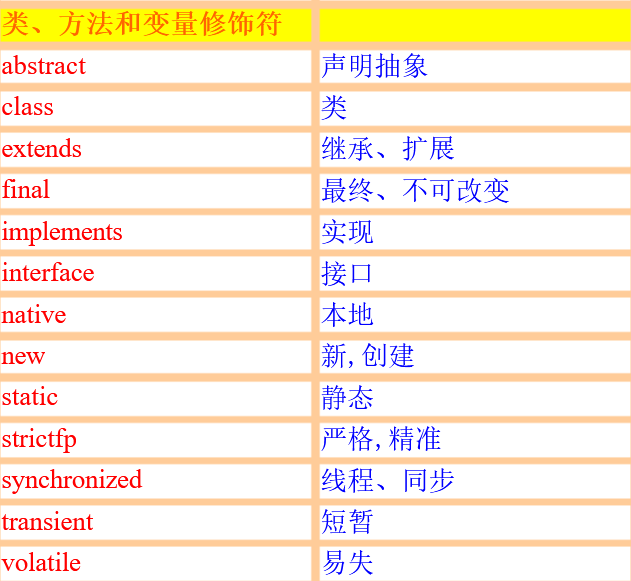 类、方法和变量修饰符
abstract 声明抽象
class 类
extends 继承、扩展
final 最终、不可改变
implements 实现
interface 接口
native 本地
new 新,创建
static 静态
strictfp 严格,精准
synchronized 线程、同步
transient 短暂
volatile 易失